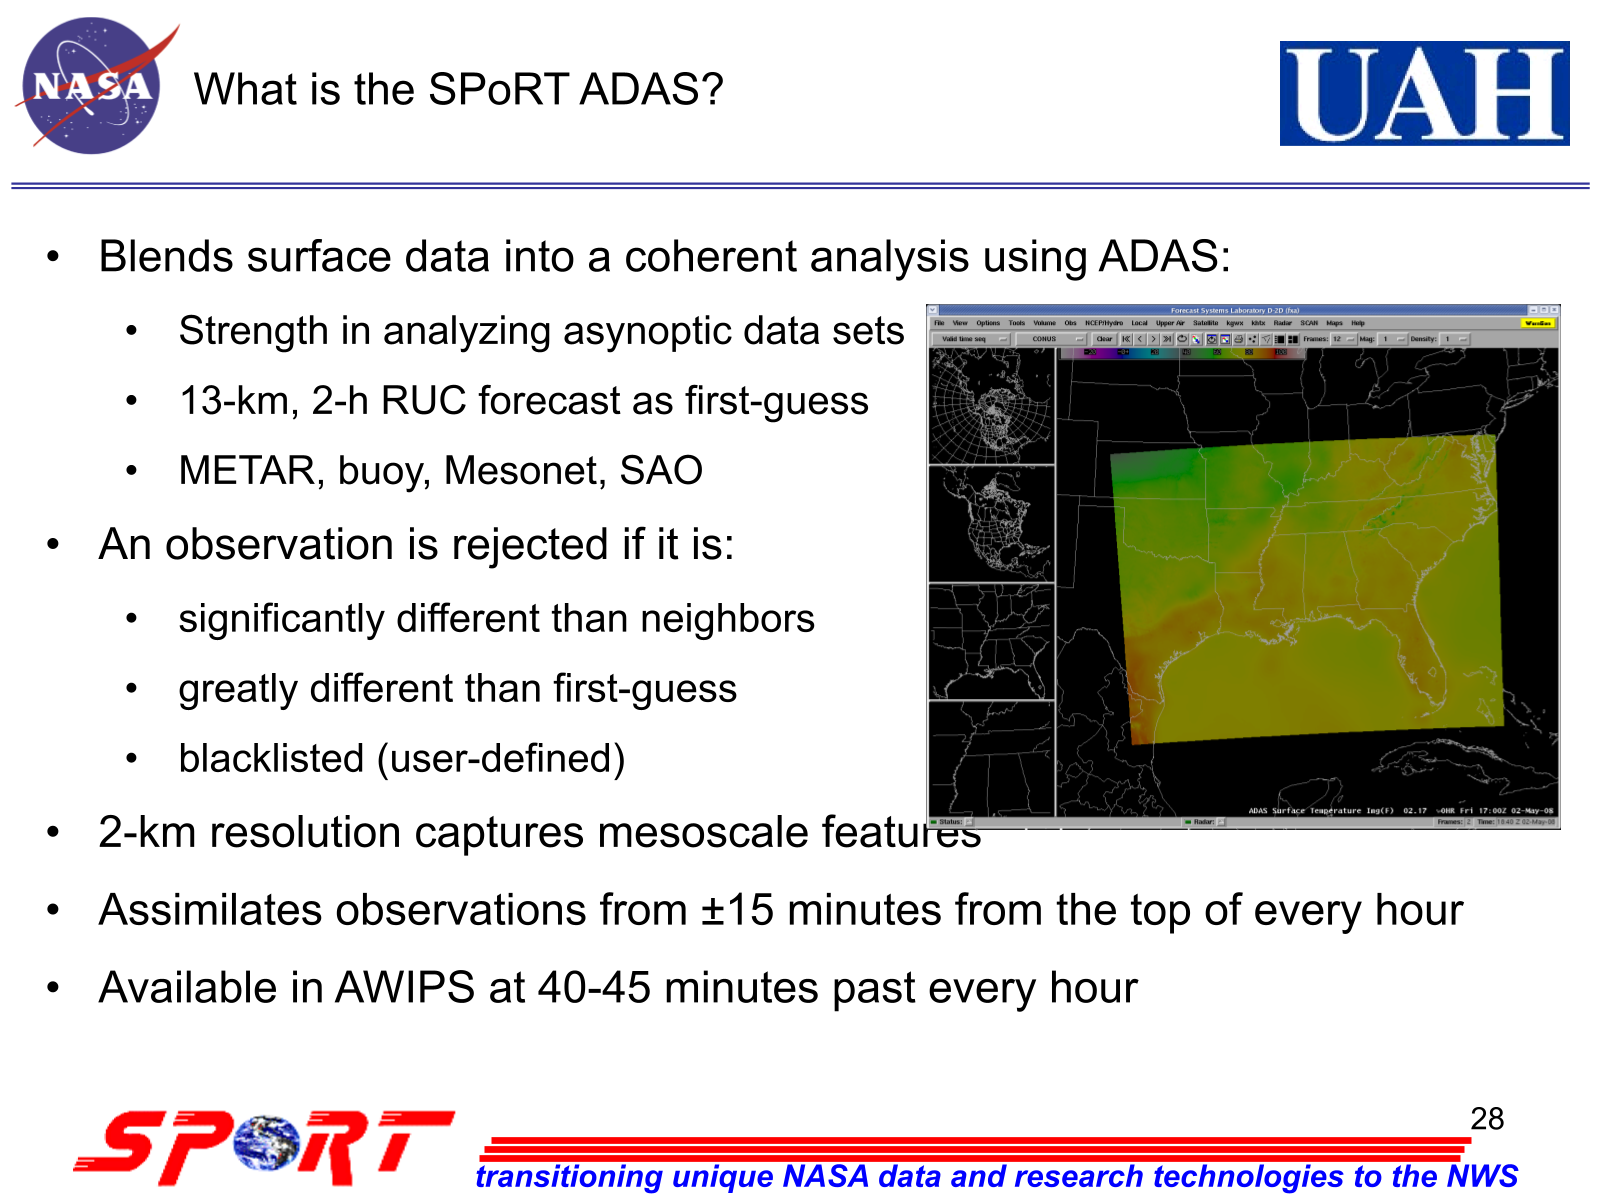 NASA
What is the SPoRT ADAS?
UAH
• Blends surface data into a coherent analysis using ADAS:
• Strength in analyzing asynoptic data sets
• 13-km, 2-h RUC forecast as first-guess
• METAR, buoy, Mesonet, SAO
• An observation is rejected if it is:
• significantly different than neighbors
• greatly different than first-guess
• blacklisted (user-defined)
• 2-km resolution captures mesoscale features
• Assimilates observations from ±15 minutes from the top of every hour
• Available in AWIPS at 40-45 minutes past every hour
Forecast Systems Laboratory D-2D (fxa)
File View Options Tools Volume Obs NCEP/Hydro Local Upper Air Satellite kgwx khtx Radar SCAN Maps Help
Valid time seq CONUS Clear Frames: 12 Mag: 1 Density: 1
ADAS Surface Temperature Img(F) 02.17 Fri 17:00Z 02-May-08
Status: Radar: Frames: 2 Time: 18:40 Z 02-May-08
28
SPORT
transitioning unique NASA data and research technologies to the NWS